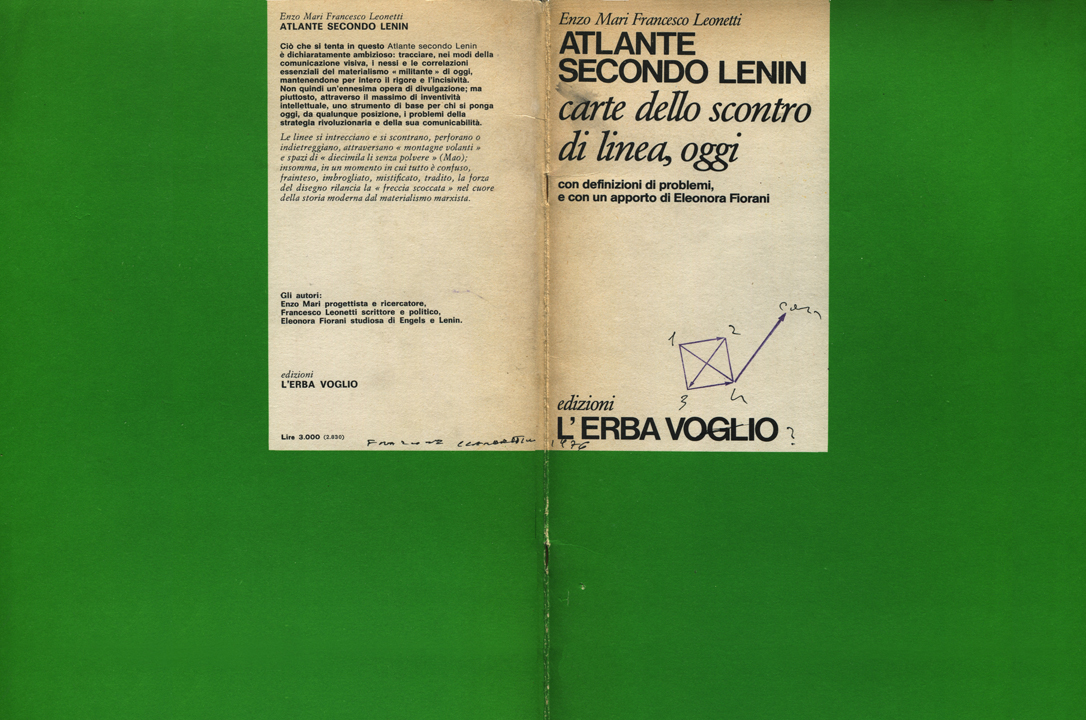 Enzo Mari Francesco Leonetti
ATLANTE SECONDO LENIN
Ciò che si tenta in questo Atlante secondo Lenin
è dichiaratamente ambizioso: tracciare, nei modi della
comunicazione visiva, i nessi e le correlazioni
essenziali del materialismo « militante » di oggi,
mantenendone per intero il rigore e l'incisività.
Non quindi un'ennesima opera di divulgazione; ma
piuttosto, attraverso il massimo di inventività
intellettuale, uno strumento di base per chi si ponga
oggi, da qualunque posizione, i problemi della
strategia rivoluzionaria e della sua comunicabilità.
Le linee si intrecciano e si scontrano, perforano o
indietreggiano, attraversano « montagne volanti »
e spazi di « diecimila li senza polvere » (Mao);
insomma, in un momento in cui tutto è confuso,
frainteso, imbrogliato, mistificato, tradito, la forza
del disegno rilancia la « freccia scoccata » nel cuore
della storia moderna dal materialismo marxista.
Gli autori:
Enzo Mari progettista e ricercatore,
Francesco Leonetti scrittore e politico,
Eleonora Fiorani studiosa di Engels e Lenin.
edizioni
L'ERBA VOGLIO
Lire 3.000 (2.830)
1976
Enzo Mari Francesco Leonetti
ATLANTE
SECONDO LENIN
carte dello scontro
di linea, oggi
con definizioni di problemi,
e con un apporto di Eleonora Fiorani
1 2
3
edizioni
L'ERBA VOGLIO ?